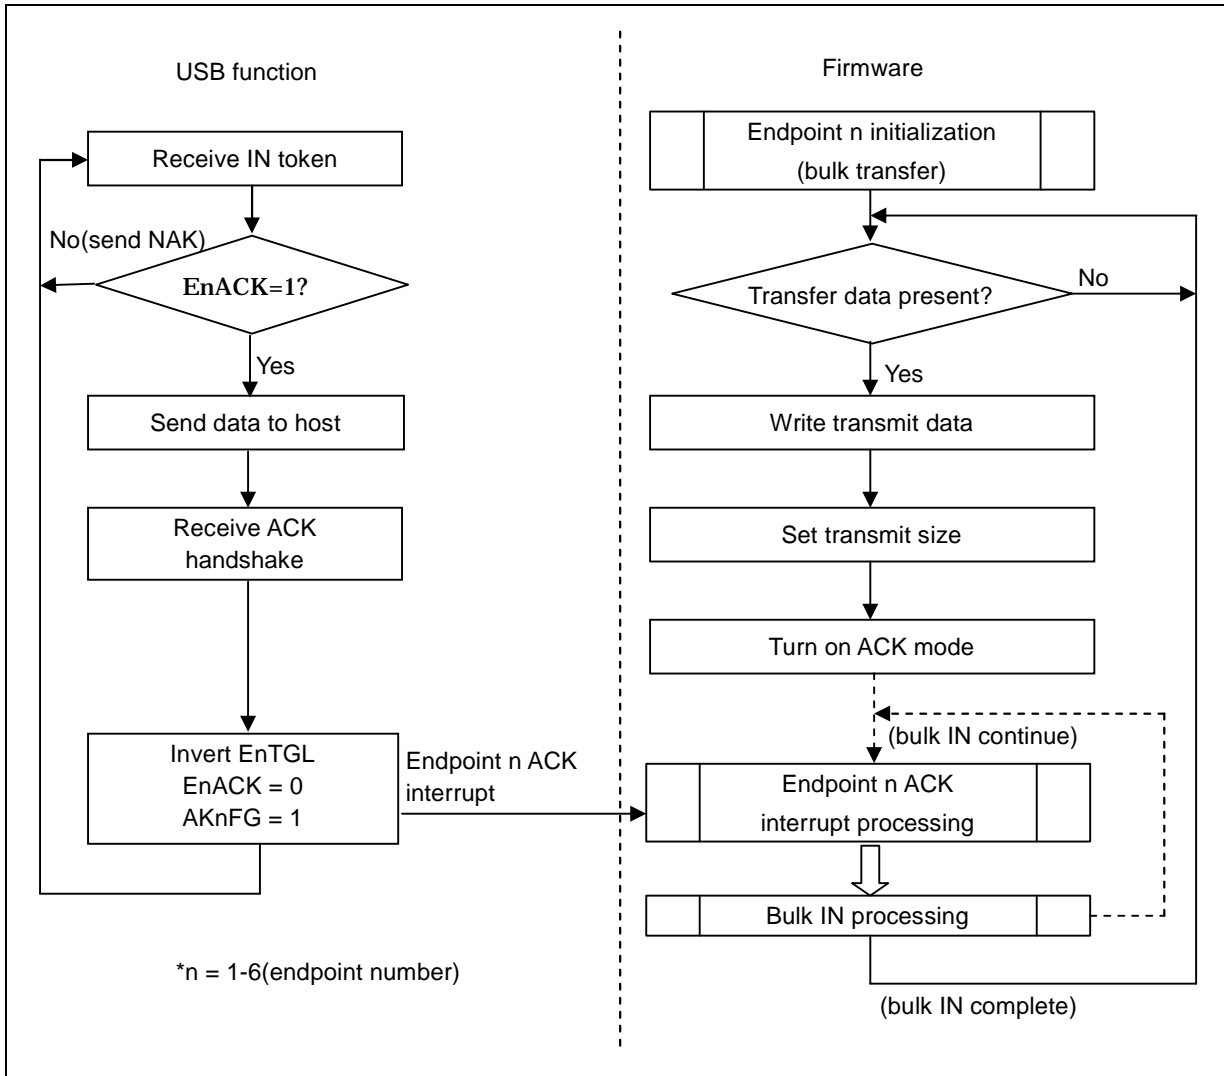 USB function
Receive IN token
No(send NAK)
EnACK=1?
Yes
Send data to host
Receive ACK
handshake
Invert EnTGL
EnACK = 0
AKnFG = 1
Endpoint n ACK
interrupt
*n = 1-6(endpoint number)
Firmware
Endpoint n initialization
(bulk transfer)
Transfer data present?
No
Yes
Write transmit data
Set transmit size
Turn on ACK mode
(bulk IN continue)
Endpoint n ACK
interrupt processing
Bulk IN processing
(bulk IN complete)